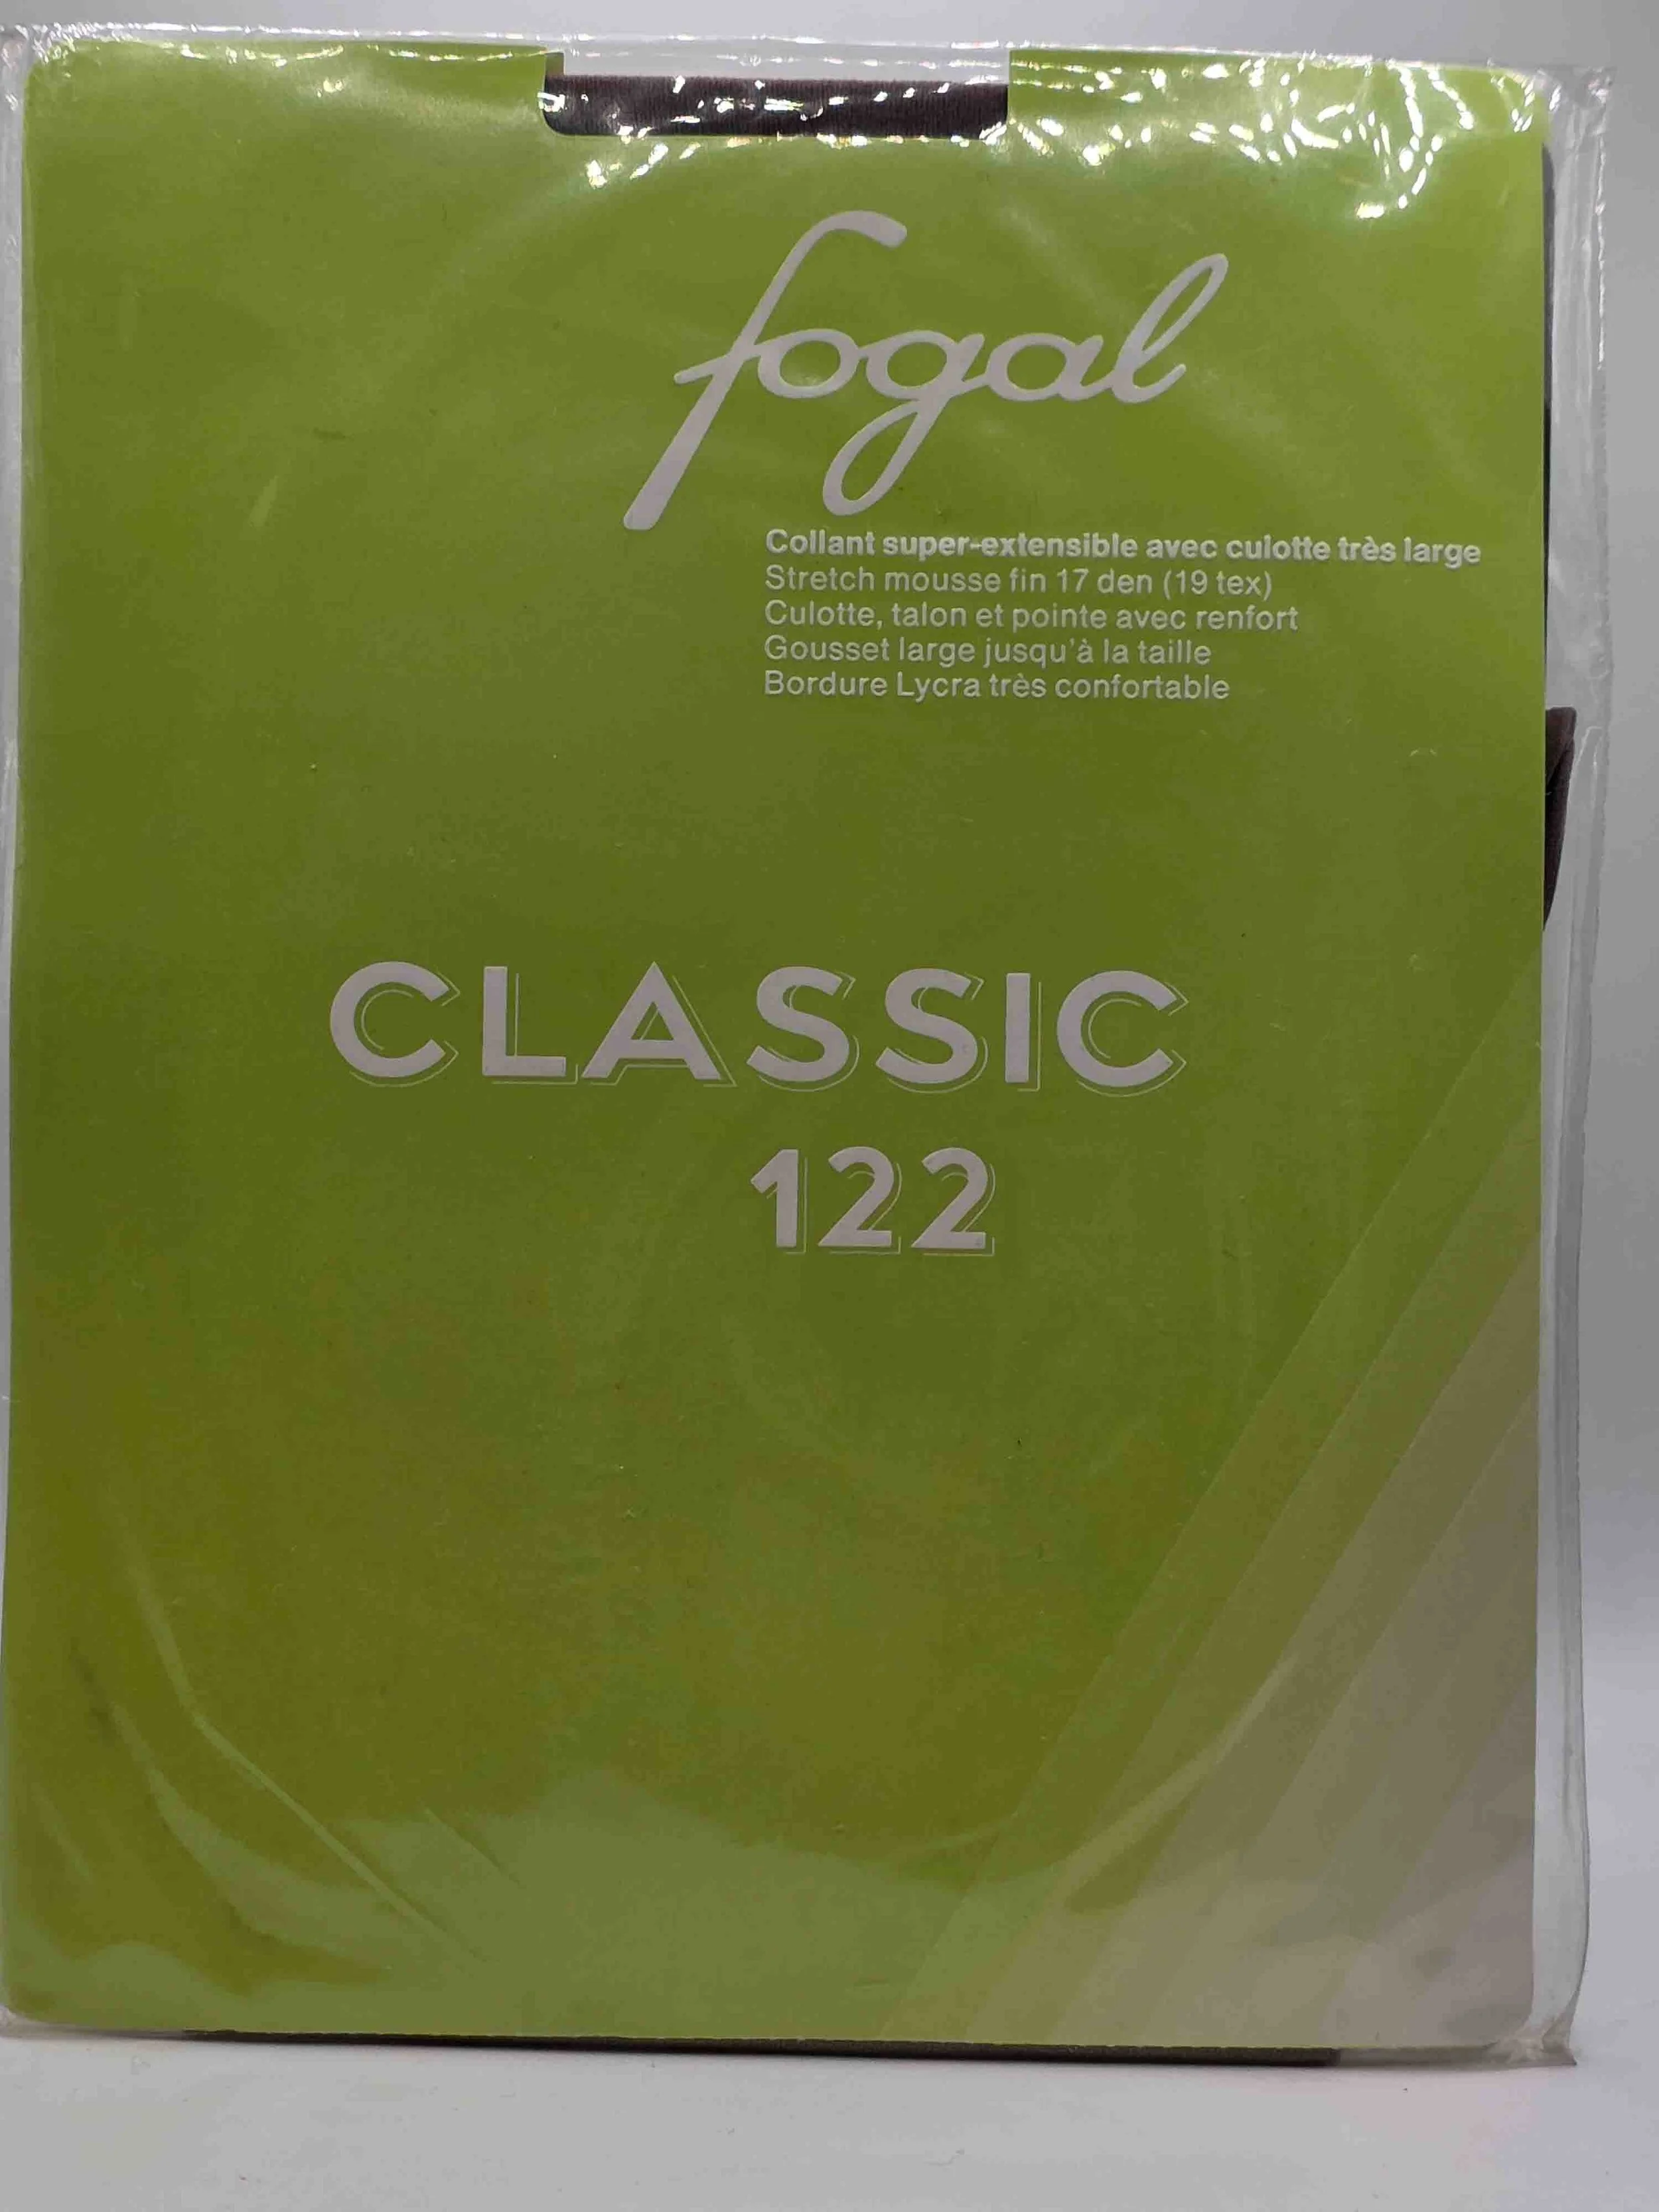 fogal
Collant super-extensible avec culotte très large
Stretch mousse fin 17 den (19 tex)
Culotte, talon et pointe avec renfort
Gousset large jusqu'à la taille
Bordure Lycra très confortable
CLASSIC
122